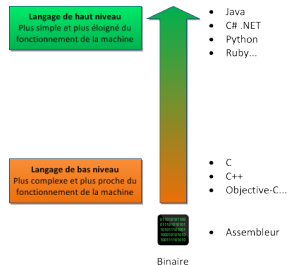 Langage de haut niveau
Plus simple et plus éloigné du
fonctionnement de la machine
Java
C# .NET
Python
Ruby...
Langage de bas niveau
Plus complexe et plus proche du
fonctionnement de la machine
C
C++
Objective-C...
Assembleur
Binaire